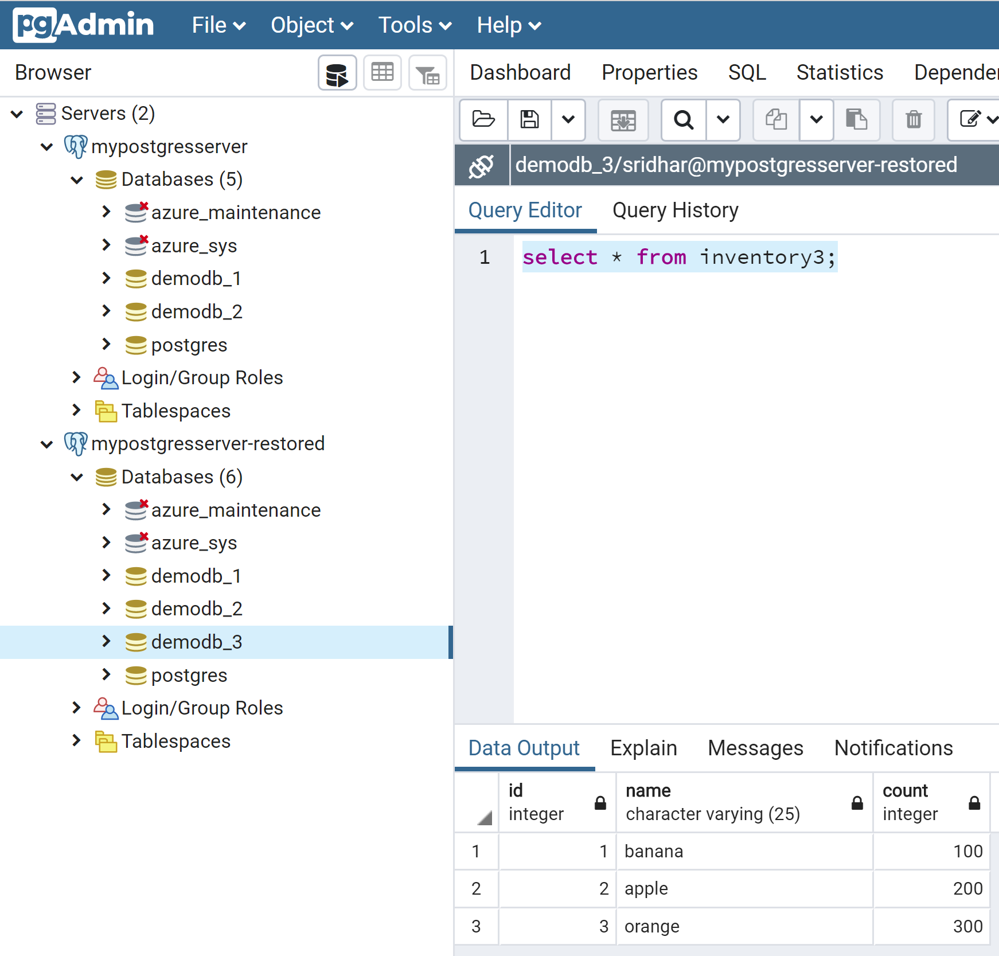 pgAdmin File Object Tools Help
Browser
Servers (2)
mypostgresserver
Databases (5)
azure_maintenance
azure_sys
demodb_1
demodb_2
postgres
Login/Group Roles
Tablespaces
mypostgresserver-restored
Databases (6)
azure_maintenance
azure_sys
demodb_1
demodb_2
demodb_3
postgres
Login/Group Roles
Tablespaces
Dashboard Properties SQL Statistics
demodb_3/sridhar@mypostgresserver-restored
Query Editor Query History
1 select * from inventory3;
Data Output Explain Messages Notifications
id name count
integer character varying (25) integer
1 1 banana 100
2 2 apple 200
3 3 orange 300